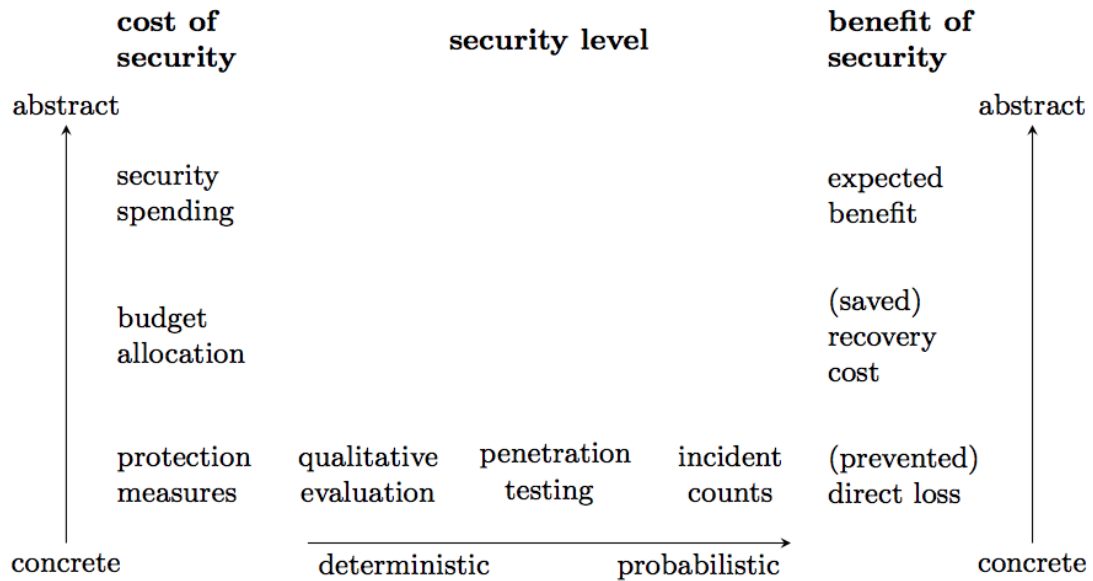 cost of
security
security level
benefit of
security
abstract
abstract
security
spending
expected
benefit
budget
allocation
(saved)
recovery
cost
protection
measures
qualitative
evaluation
penetration
testing
incident
counts
(prevented)
direct loss
concrete
deterministic
probabilistic
concrete